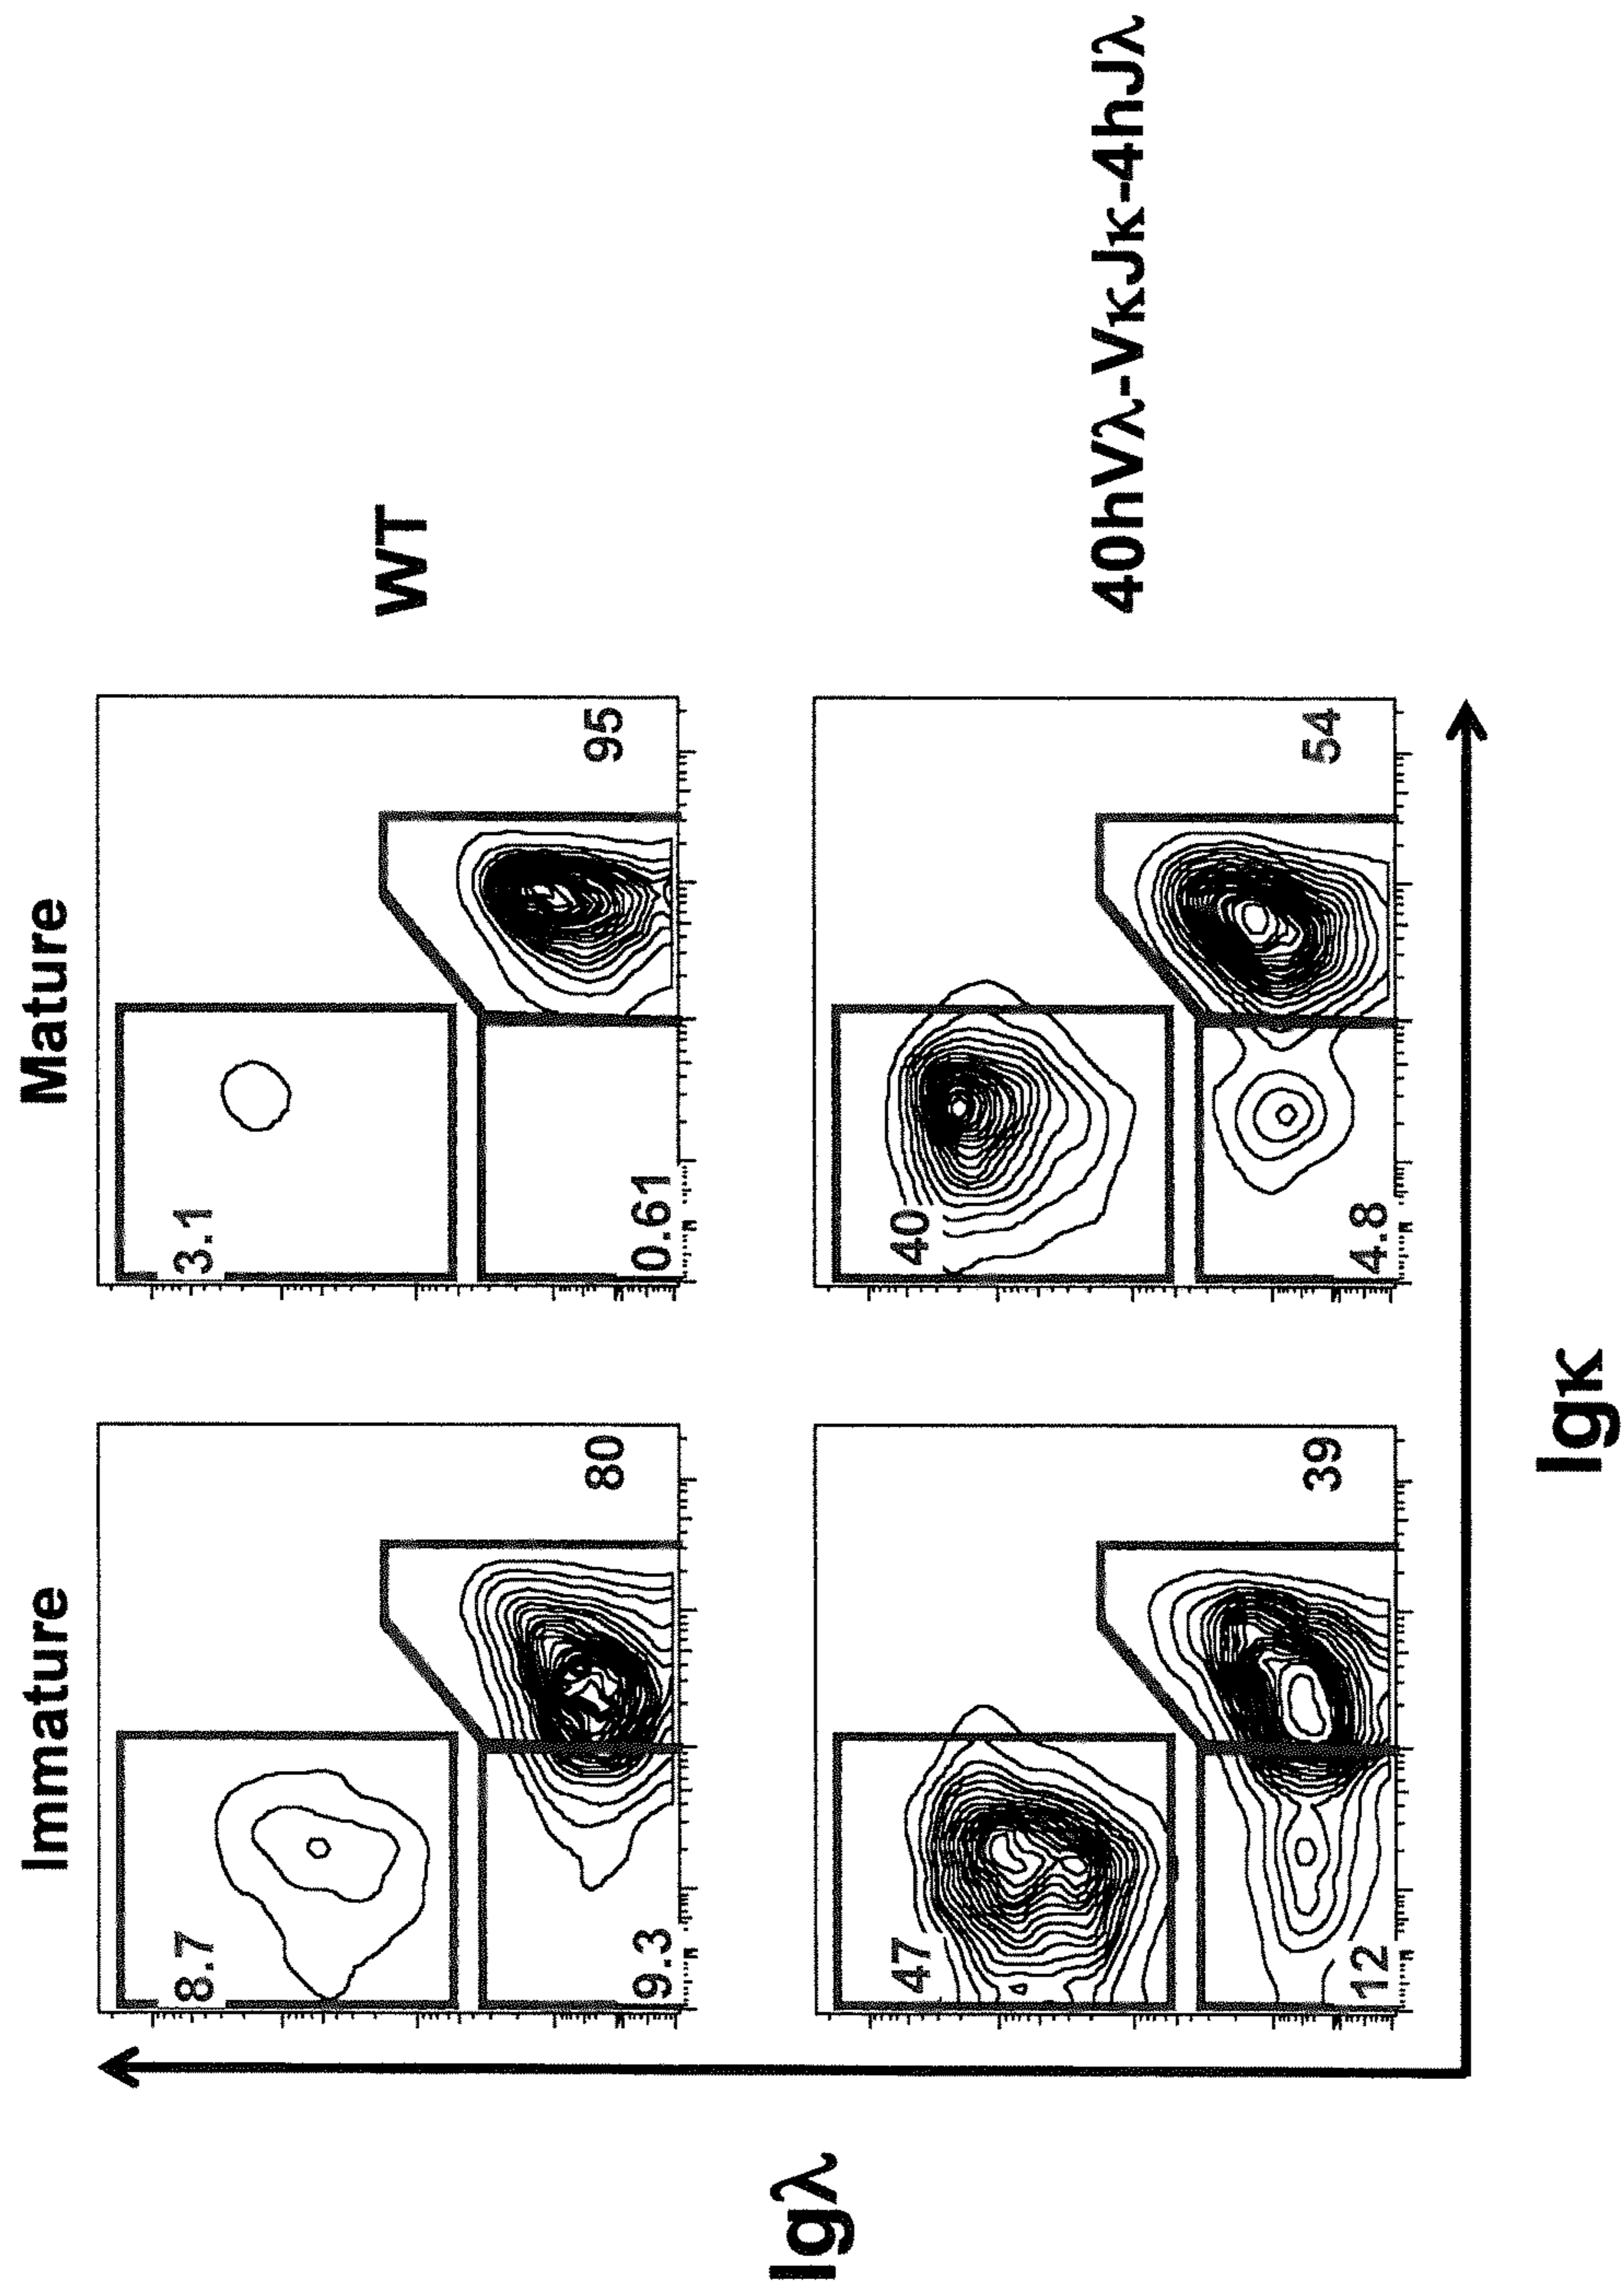 Immature
Mature
8.7
80
9.3
3.1
95
0.61
WT
47
39
12
40
54
4.8
40hVλ-VκJκ-4hJλ
Igλ
Igκ